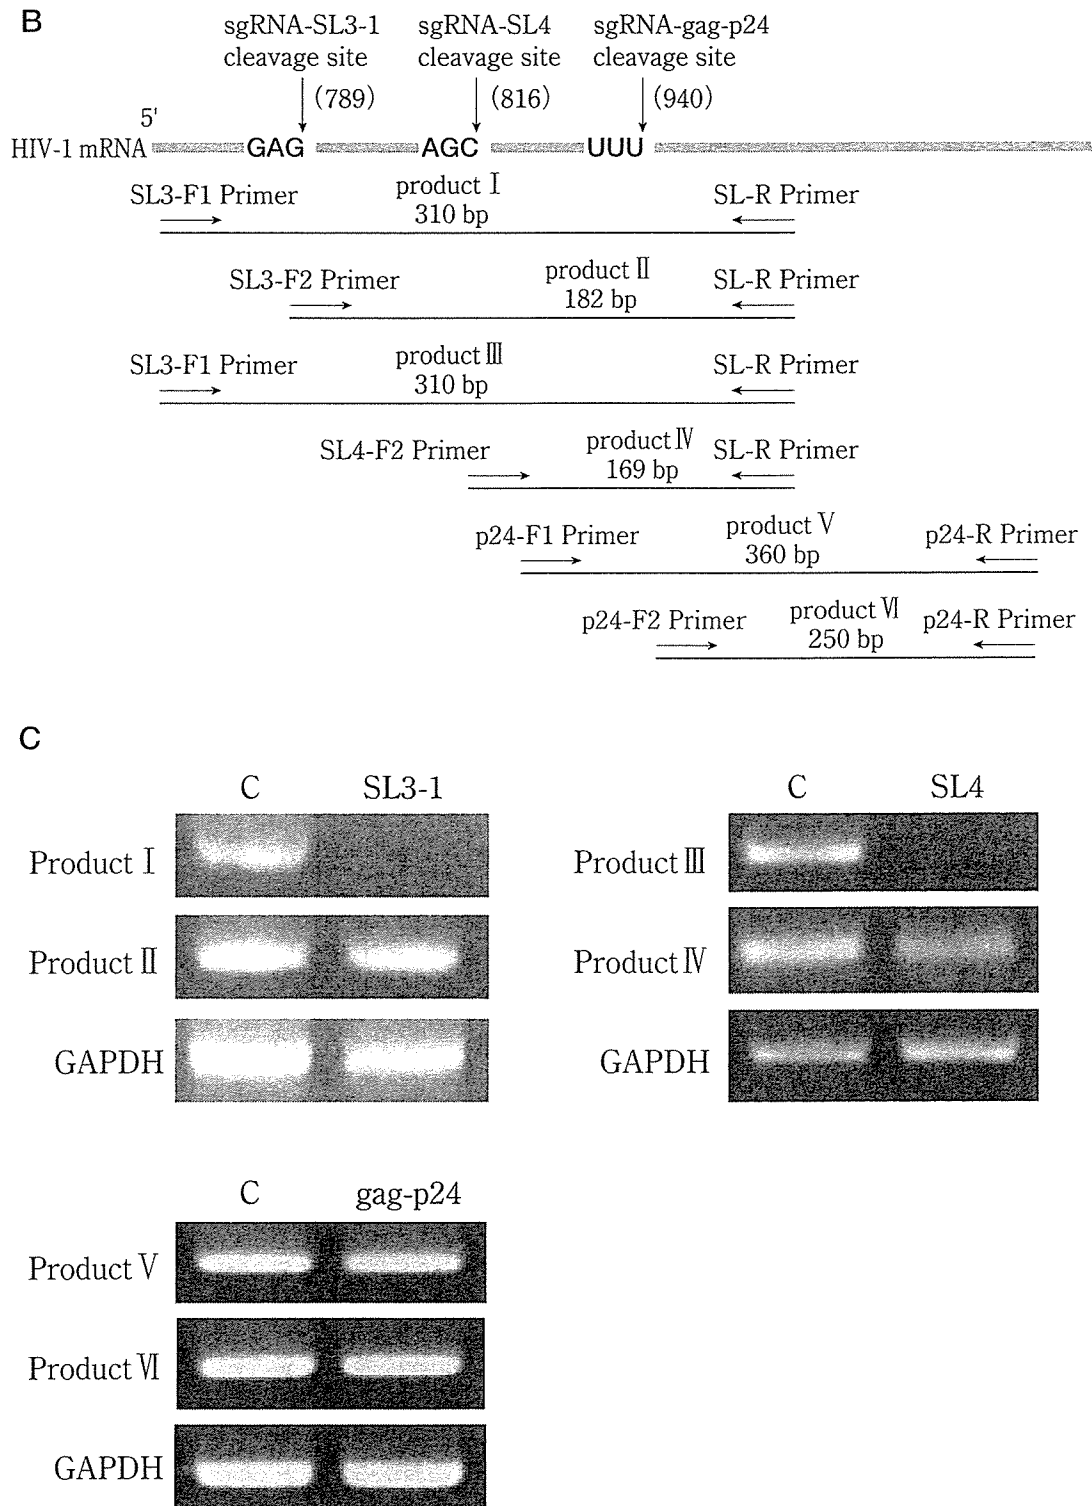 B
sgRNA-SL3-1 sgRNA-SL4 sgRNA-gag-p24
cleavage site cleavage site cleavage site
(789) (816) (940)
5'
HIV-1 mRNA GAG AGC UUU
SL3-F1 Primer product Ⅰ SL-R Primer
310 bp
SL3-F2 Primer product Ⅱ SL-R Primer
182 bp
SL3-F1 Primer product Ⅲ SL-R Primer
310 bp
SL4-F2 Primer product Ⅳ SL-R Primer
169 bp
p24-F1 Primer product Ⅴ p24-R Primer
360 bp
p24-F2 Primer product Ⅵ p24-R Primer
250 bp
C
C SL3-1
Product Ⅰ
Product Ⅱ
GAPDH
C SL4
Product Ⅲ
Product Ⅳ
GAPDH
C gag-p24
Product Ⅴ
Product Ⅵ
GAPDH